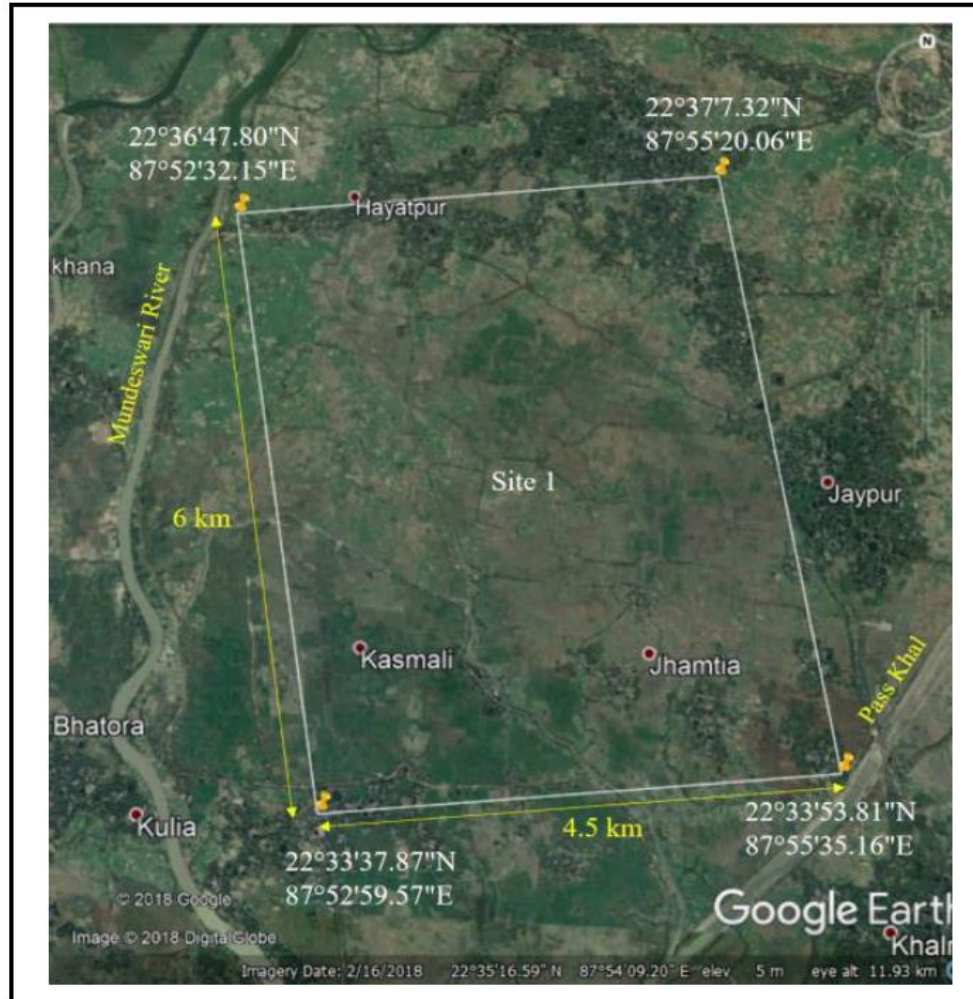 N
22°37'7.32"N
87°55'20.06"E
22°36'47.80"N
87°52'32.15"E
Hayatpur
khana
Mundeswari River
Site 1
Jaypur
6 km
Kasmali
Jhamtia
Pass Khal
Bhatora
Kulia
4.5 km
22°33'53.81"N
87°55'35.16"E
22°33'37.87"N
87°52'59.57"E
© 2018 Google
Image © 2018 DigitalGlobe
Google Earth
Khaln
Imagery Date: 2/16/2018 22°35'16.59" N 87°54'09.20" E elev 5 m eye alt 11.93 km